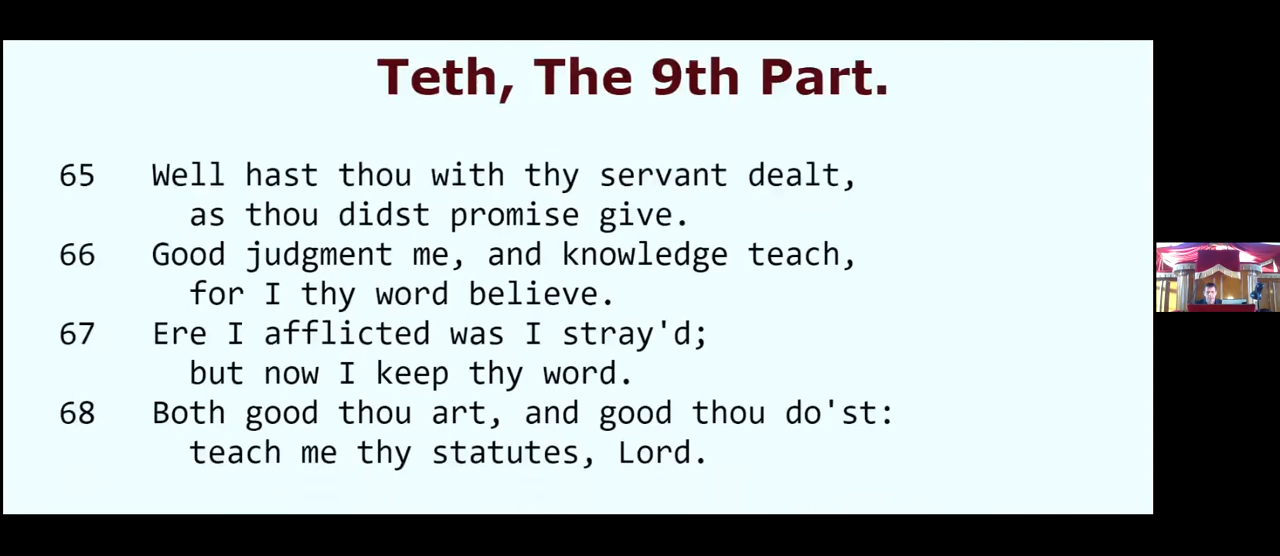 Teth, The 9th Part.
65 Well hast thou with thy servant dealt,
as thou didst promise give.
66 Good judgment me, and knowledge teach,
for I thy word believe.
67 Ere I afflicted was I stray'd;
but now I keep thy word.
68 Both good thou art, and good thou do'st:
teach me thy statutes, Lord.